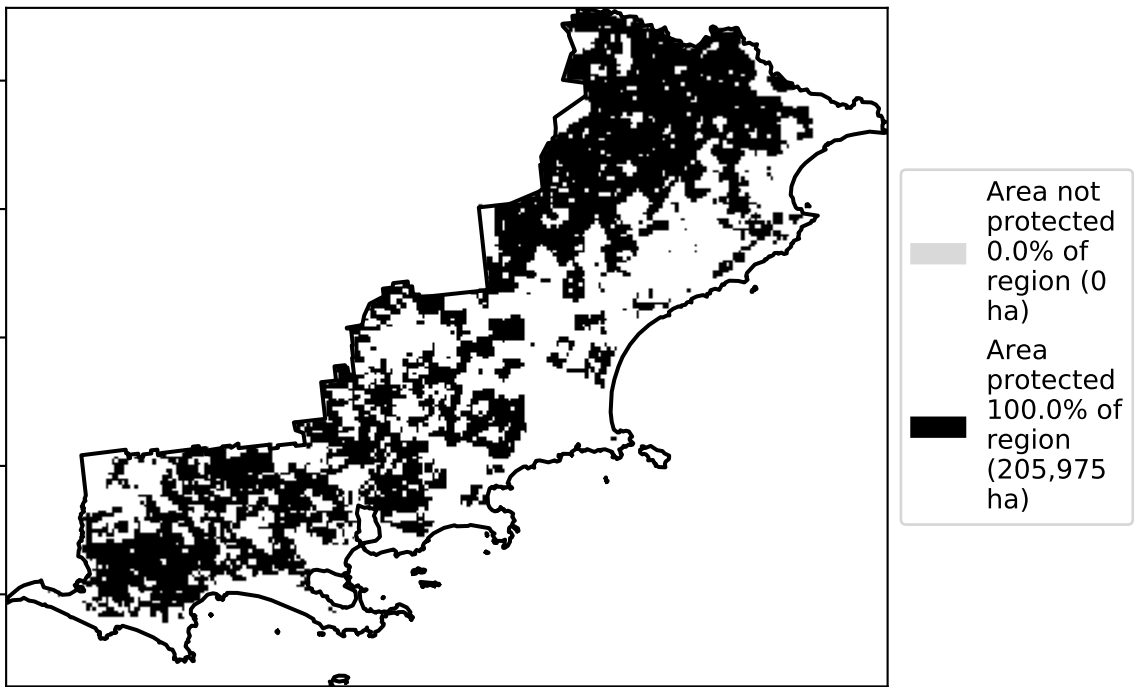 Area not
protected
0.0% of
region (0
ha)
Area
protected
100.0% of
region
(205,975
ha)